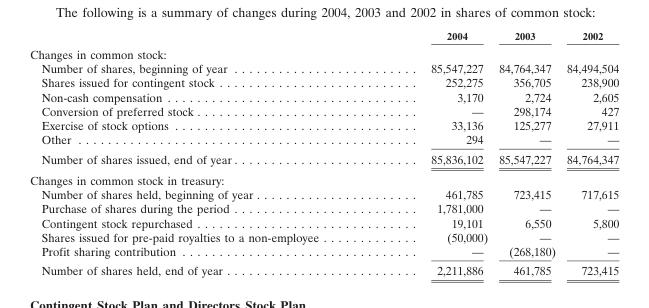 The following is a summary of changes during 2004, 2003 and 2002 in shares of common stock:
2004 2003 2002
Changes in common stock:
Number of shares, beginning of year . . . . . . . . . . . . . . . . . . . . . . . . . 85,547,227 84,764,347 84,494,504
Shares issued for contingent stock . . . . . . . . . . . . . . . . . . . . . . . . . . . 252,275 356,705 238,900
Non-cash compensation . . . . . . . . . . . . . . . . . . . . . . . . . . . . . . . . . . 3,170 2,724 2,605
Conversion of preferred stock . . . . . . . . . . . . . . . . . . . . . . . . . . . . . . — 298,174 427
Exercise of stock options . . . . . . . . . . . . . . . . . . . . . . . . . . . . . . . . . 33,136 125,277 27,911
Other . . . . . . . . . . . . . . . . . . . . . . . . . . . . . . . . . . . . . . . . . . . . . . 294 — —
Number of shares issued, end of year . . . . . . . . . . . . . . . . . . . . . . . . . 85,836,102 85,547,227 84,764,347
Changes in common stock in treasury:
Number of shares held, beginning of year . . . . . . . . . . . . . . . . . . . . . . 461,785 723,415 717,615
Purchase of shares during the period . . . . . . . . . . . . . . . . . . . . . . . . . 1,781,000 — —
Contingent stock repurchased . . . . . . . . . . . . . . . . . . . . . . . . . . . . . . 19,101 6,550 5,800
Shares issued for pre-paid royalties to a non-employee . . . . . . . . . . . . . (50,000) — —
Profit sharing contribution . . . . . . . . . . . . . . . . . . . . . . . . . . . . . . . . — (268,180) —
Number of shares held, end of year . . . . . . . . . . . . . . . . . . . . . . . . . . 2,211,886 461,785 723,415
Contingent Stock Plan and Directors Stock Plan